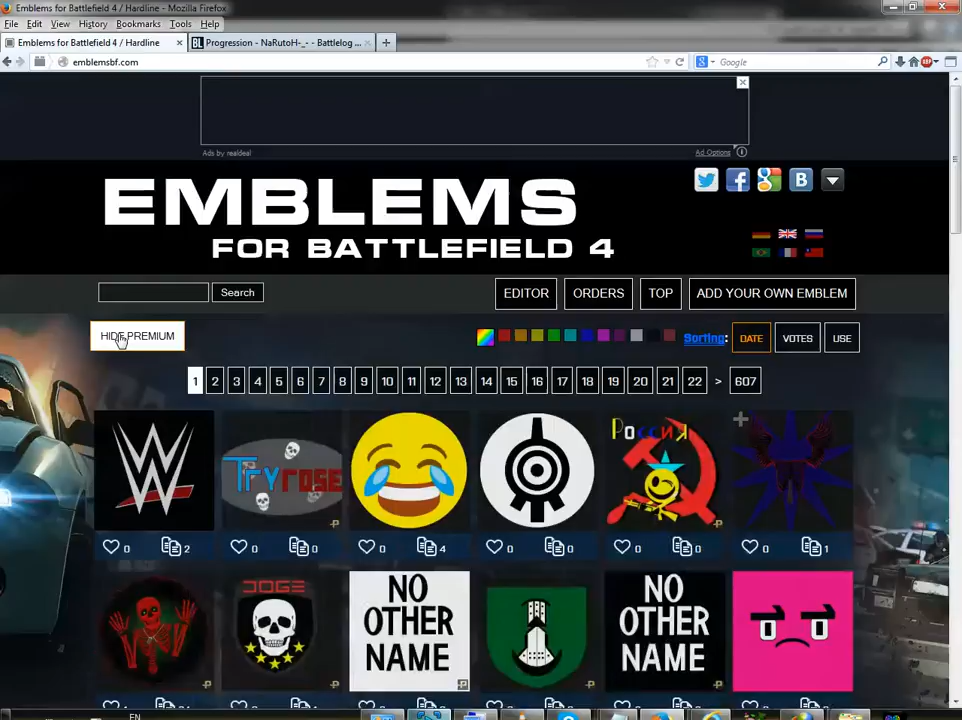 Emblems for Battlefield 4 / Hardline - Mozilla Firefox
File Edit View History Bookmarks Tools Help
Emblems for Battlefield 4 / Hardline × BL Progression - NaRutoH-_- - Battlelog ... × +
emblemsbf.com
Google
Ads by realdeal
Ad Options
EMBLEMS
FOR BATTLEFIELD 4
Search
EDITOR ORDERS TOP ADD YOUR OWN EMBLEM
HIDE PREMIUM
Sorting: DATE VOTES USE
1 2 3 4 5 6 7 8 9 10 11 12 13 14 15 16 17 18 19 20 21 22 > 607
W
TRYROSE
РоссиЯ
P P
0 2 0 0 0 4 0 0 0 0 0 1
DOGE
NO OTHER NAME
NO OTHER NAME
P P P P P
EN